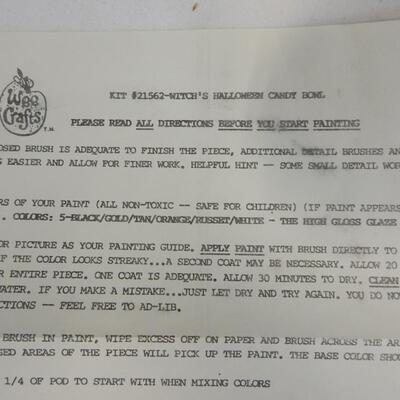 Wee
Crafts
T.M.
KIT #21562-WITCH'S HALLOWEEN CANDY BOWL
PLEASE READ ALL DIRECTIONS BEFORE YOU START PAINTING
OSED BRUSH IS ADEQUATE TO FINISH THE PIECE, ADDITIONAL DETAIL BRUSHES AN
G EASIER AND ALLOW FOR FINER WORK. HELPFUL HINT -- SOME SMALL DETAIL WOR
RS OF YOUR PAINT (ALL NON-TOXIC -- SAFE FOR CHILDREN) (IF PAINT APPEARS
. COLORS: 5-BLACK/GOLD/TAN/ORANGE/RUSSET/WHITE - THE HIGH GLOSS GLAZE
OR PICTURE AS YOUR PAINTING GUIDE. APPLY PAINT WITH BRUSH DIRECTLY TO
F THE COLOR LOOKS STREAKY...A SECOND COAT MAY BE NECESSARY. ALLOW 20
R ENTIRE PIECE. ONE COAT IS ADEQUATE. ALLOW 30 MINUTES TO DRY. CLEAN
WATER. IF YOU MAKE A MISTAKE...JUST LET DRY AND TRY AGAIN. YOU DO NO
CTIONS -- FEEL FREE TO AD-LIB.
BRUSH IN PAINT, WIPE EXCESS OFF ON PAPER AND BRUSH ACROSS THE AR
SED AREAS OF THE PIECE WILL PICK UP THE PAINT. THE BASE COLOR SHOU
1/4 OF POD TO START WITH WHEN MIXING COLORS